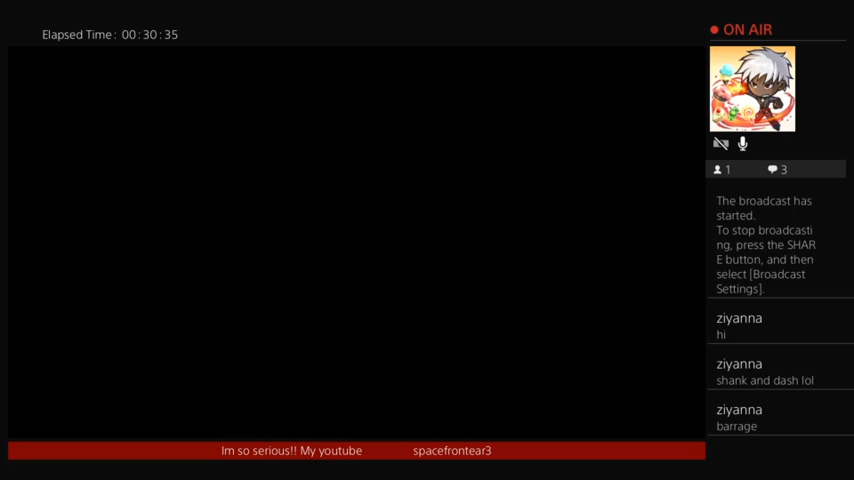 Elapsed Time: 00:30:35
ON AIR
1 3
The broadcast has
started.
To stop broadcasti
ng, press the SHAR
E button, and then
select [Broadcast
Settings].
ziyanna
hi
ziyanna
shank and dash lol
ziyanna
barrage
Im so serious!! My youtube spacefrontear3